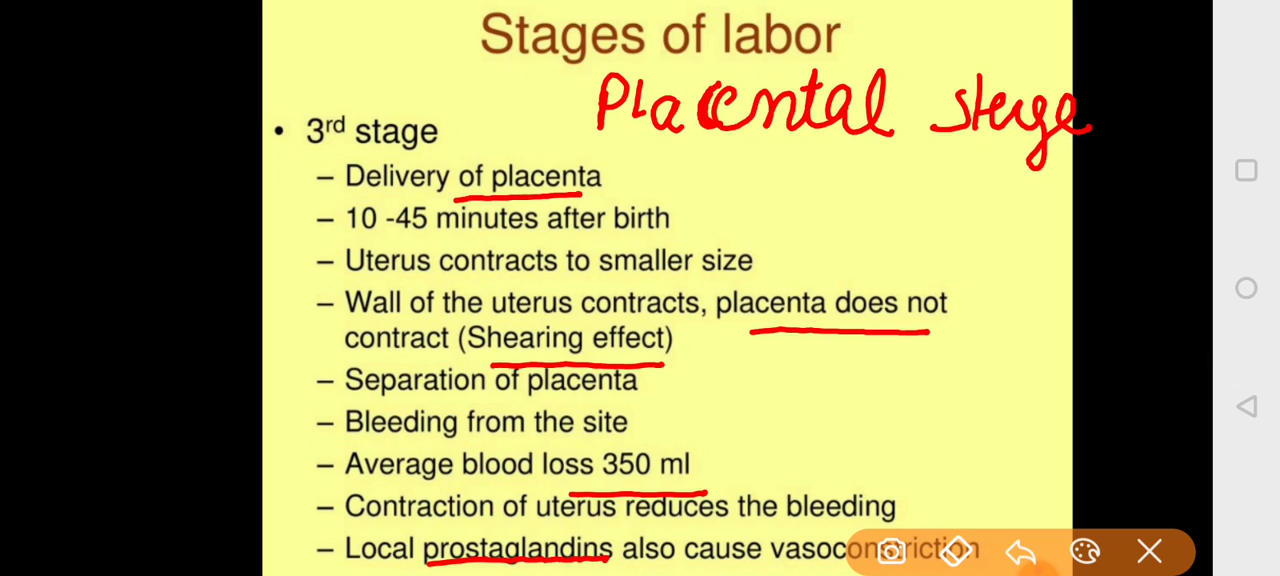 Stages of labor
Placental stage
• 3rd stage
– Delivery of placenta
– 10 -45 minutes after birth
– Uterus contracts to smaller size
– Wall of the uterus contracts, placenta does not
contract (Shearing effect)
– Separation of placenta
– Bleeding from the site
– Average blood loss 350 ml
– Contraction of uterus reduces the bleeding
– Local prostaglandins also cause vasoconstriction